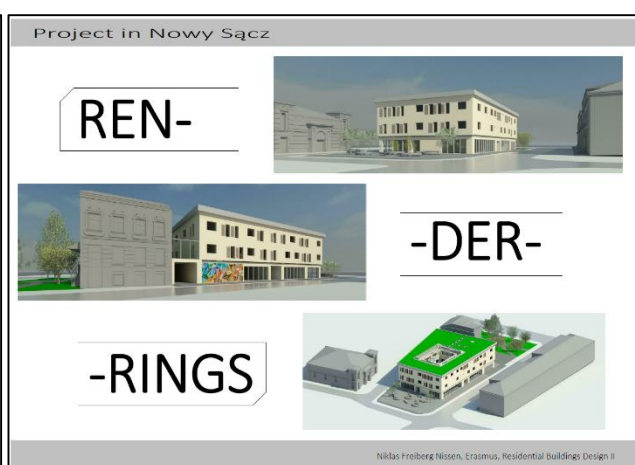 Project in Nowy Sącz
REN-
-DER-
-RINGS
Niklas Freiberg Nissen, Erasmus, Residential Buildings Design II